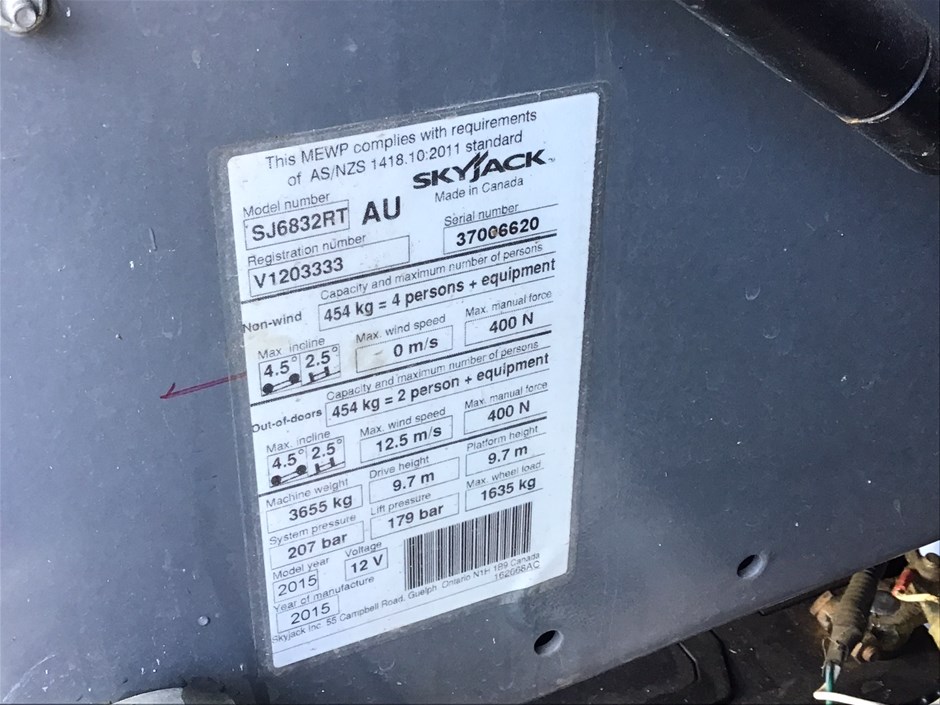 This MEWP complies with requirements
of AS/NZS 1418.10:2011 standard
SKYJACK
Made in Canada
Model number
SJ6832RT AU
Serial number
37006620
Registration number
V1203333
Capacity and maximum number of persons
Non-wind 454 kg = 4 persons + equipment
Max. incline Max. wind speed Max. manual force
4.5° 2.5° 0 m/s 400 N
Capacity and maximum number of persons
Out-of-doors 454 kg = 2 person + equipment
Max. incline Max. wind speed Max. manual force
4.5° 2.5° 12.5 m/s 400 N
Machine weight Drive height Platform height
3655 kg 9.7 m 9.7 m
System pressure Lift pressure Max. wheel load
207 bar 179 bar 1635 kg
Model year Voltage
2015 12 V
Year of manufacture
2015
Skyjack Inc. 55 Campbell Road, Guelph, Ontario N1H 1B9 Canada
162668AC